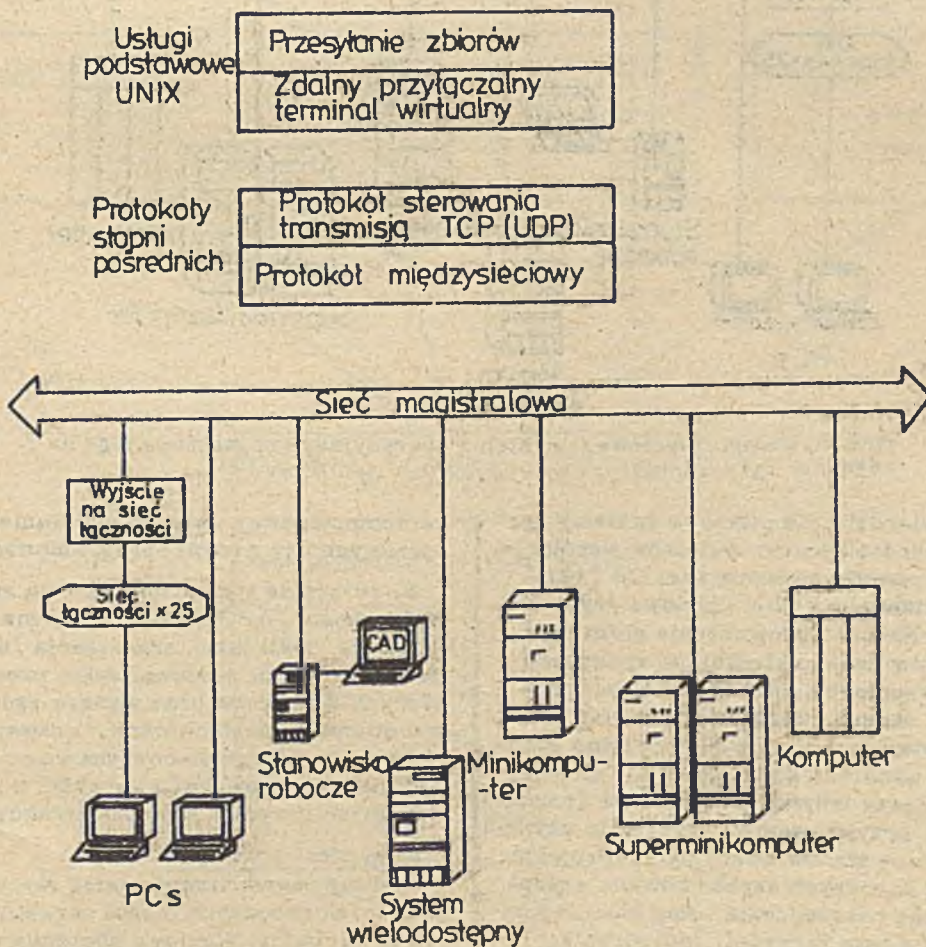 Usługi
podstawowe
UNIX
Przesyłanie zbiorów
Zdalny przyłączalny
terminal wirtualny
Protokoły
stopni
pośrednich
Protokół sterowania
transmisją TCP (UDP)
Protokół międzysieciowy
Sieć magistralowa
Wyjście
na sieć
łączności
Sieć
łączności × 25
CAD
Stanowisko
robocze
Minikompu-
-ter
Komputer
Superminikomputer
PCs
System
wielodostępny